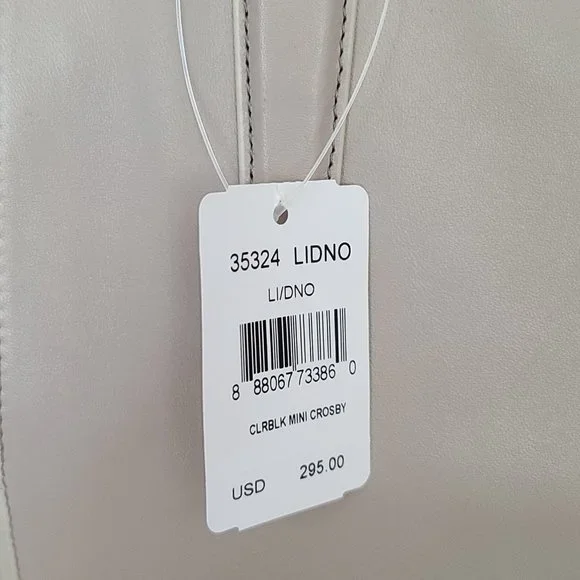 35324 LIDNO
LI/DNO
8 88067 73386 0
CLRBLK MINI CROSBY
USD 295.00